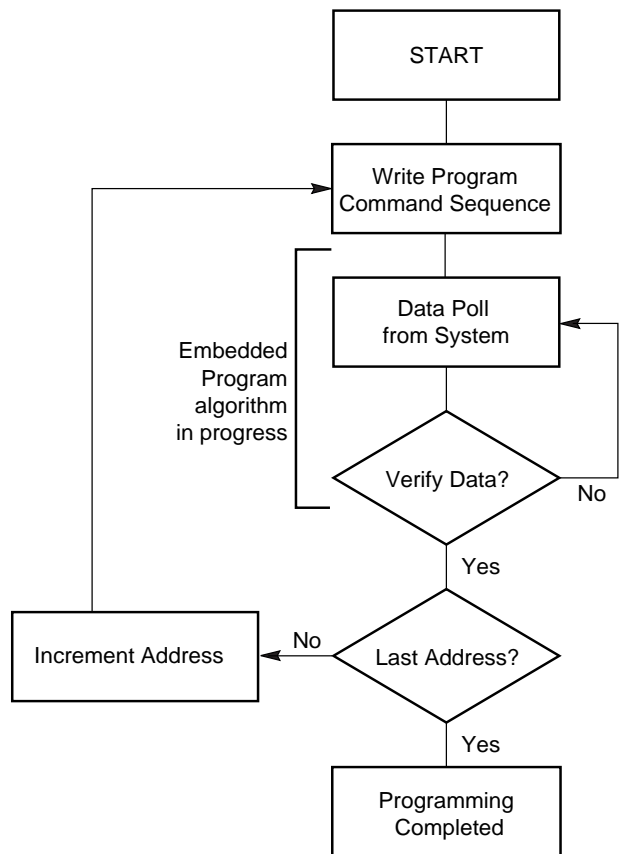 START
Write Program
Command Sequence
Data Poll
from System
Embedded
Program
algorithm
in progress
Verify Data?
No
Yes
No
Increment Address
Last Address?
Yes
Programming
Completed